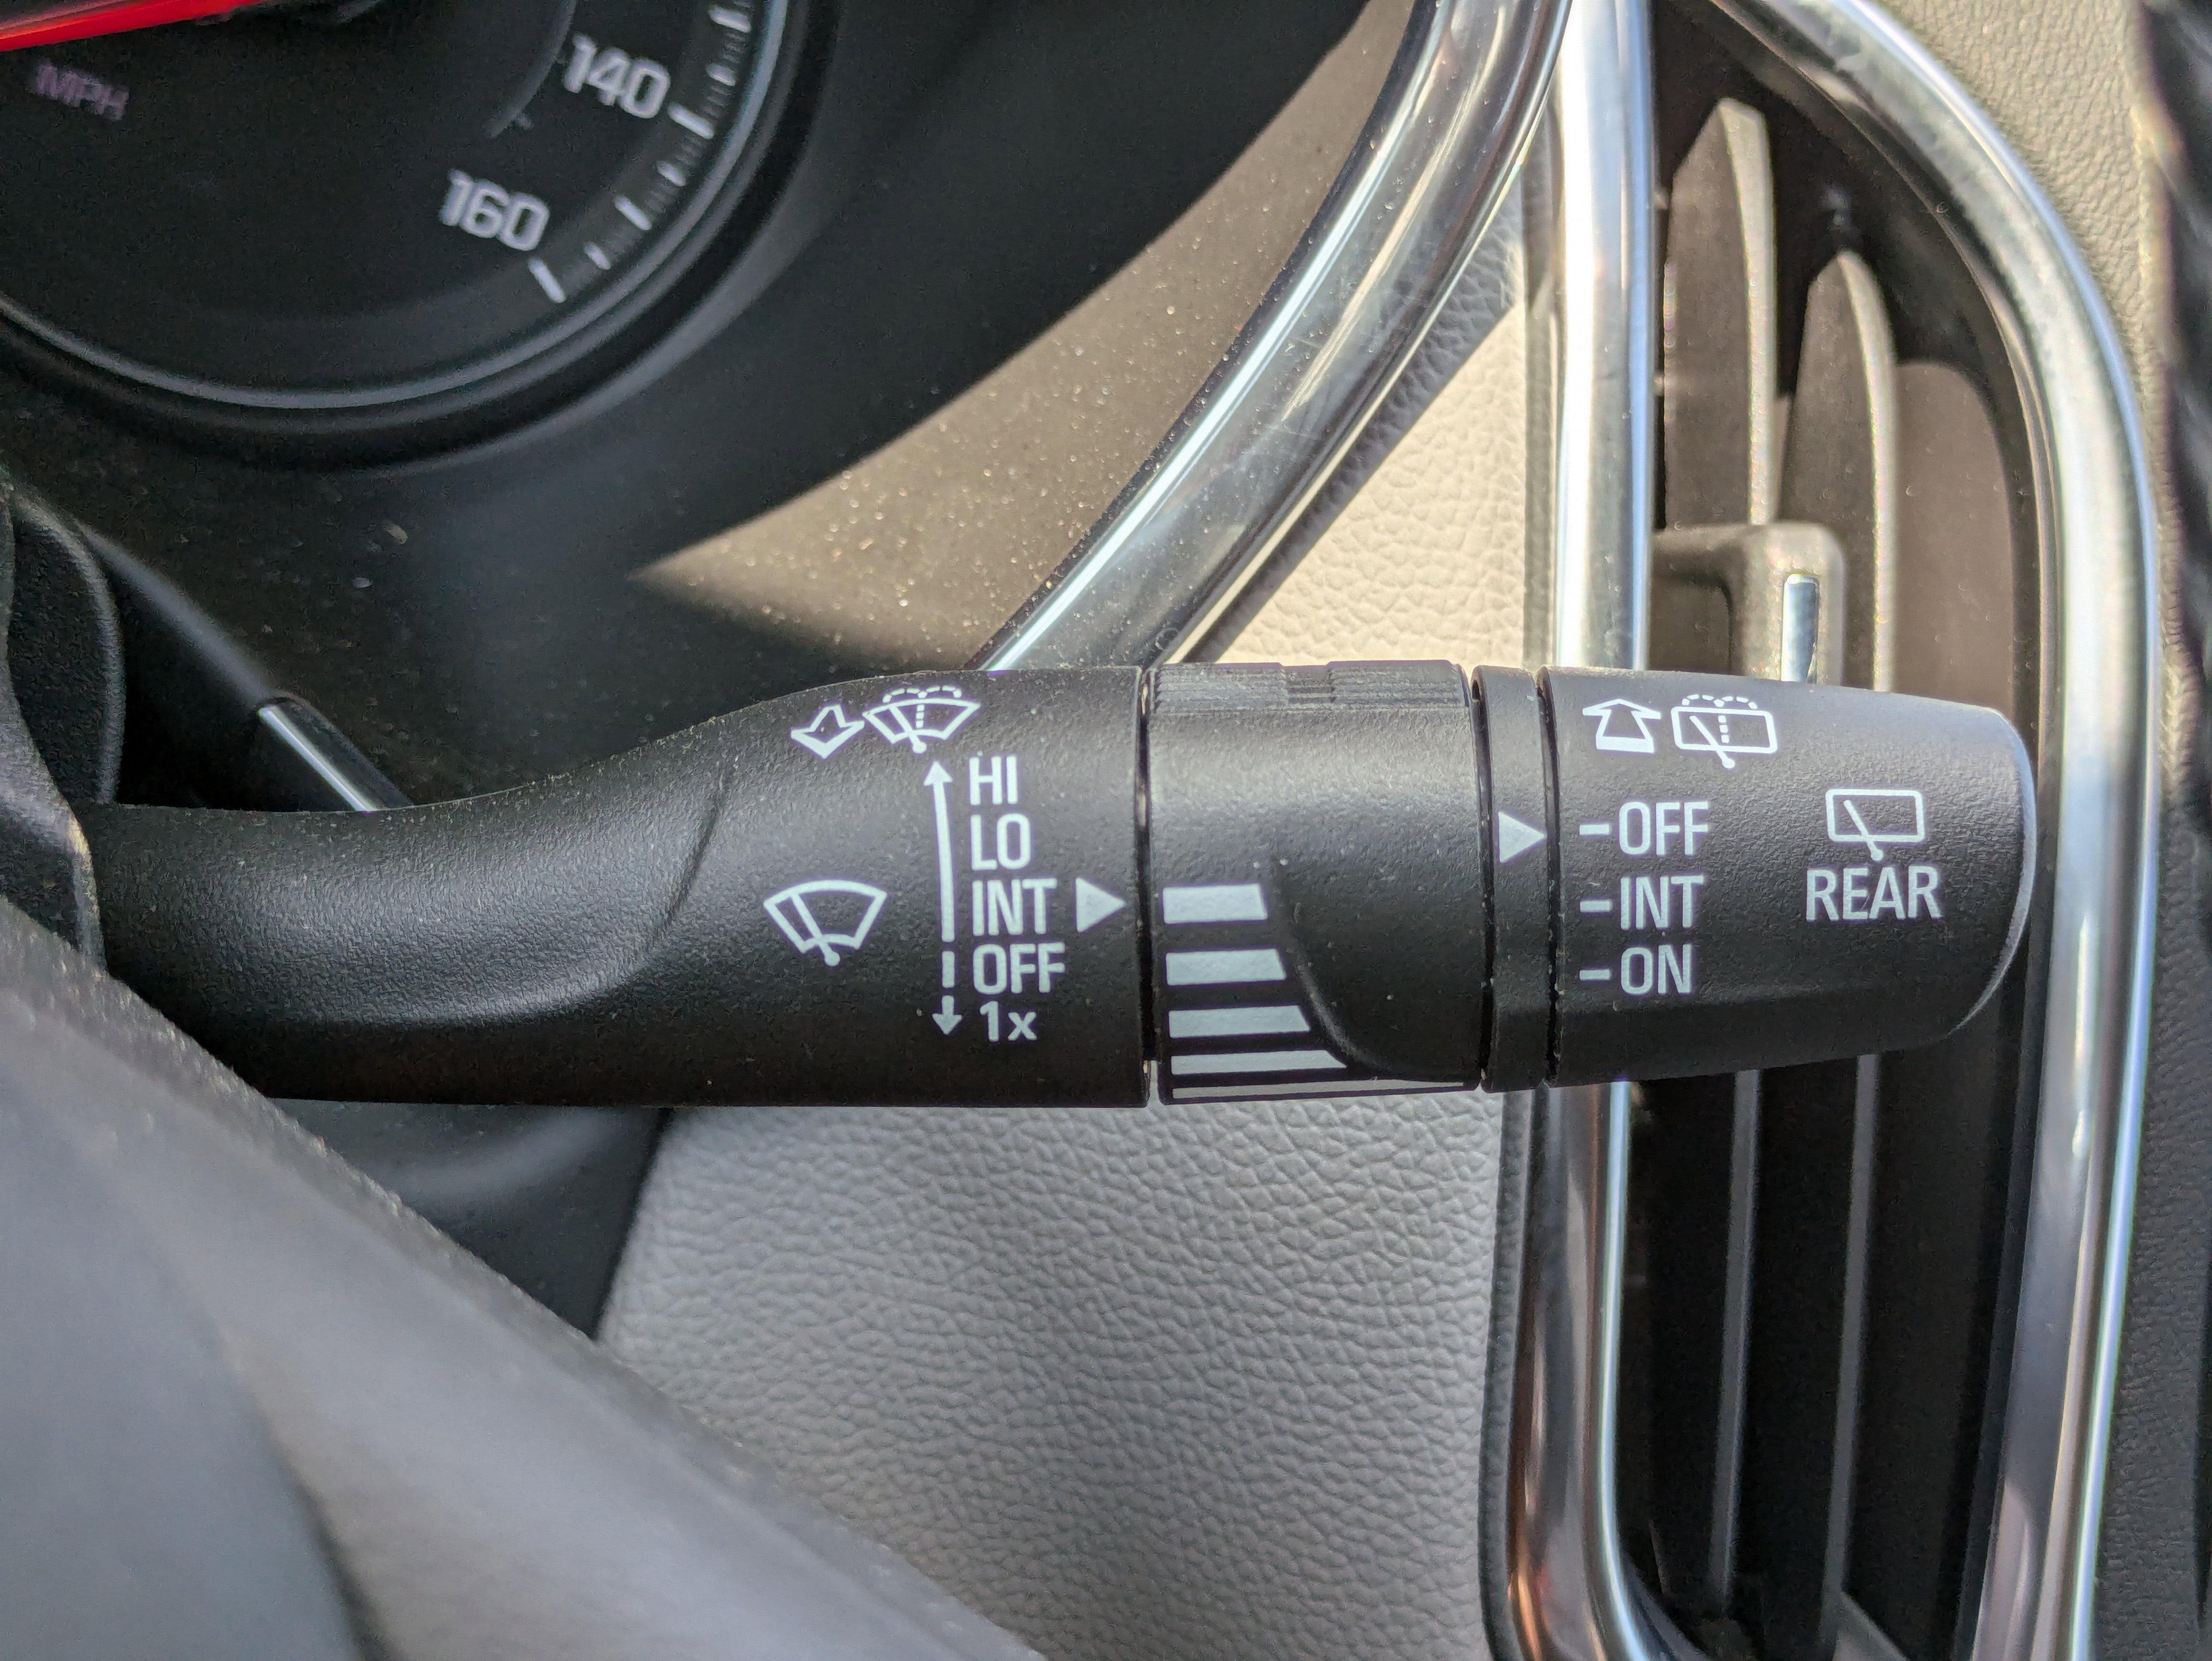 MPH
140
160
HI
LO
INT
OFF
1x
-OFF
-INT
-ON
REAR